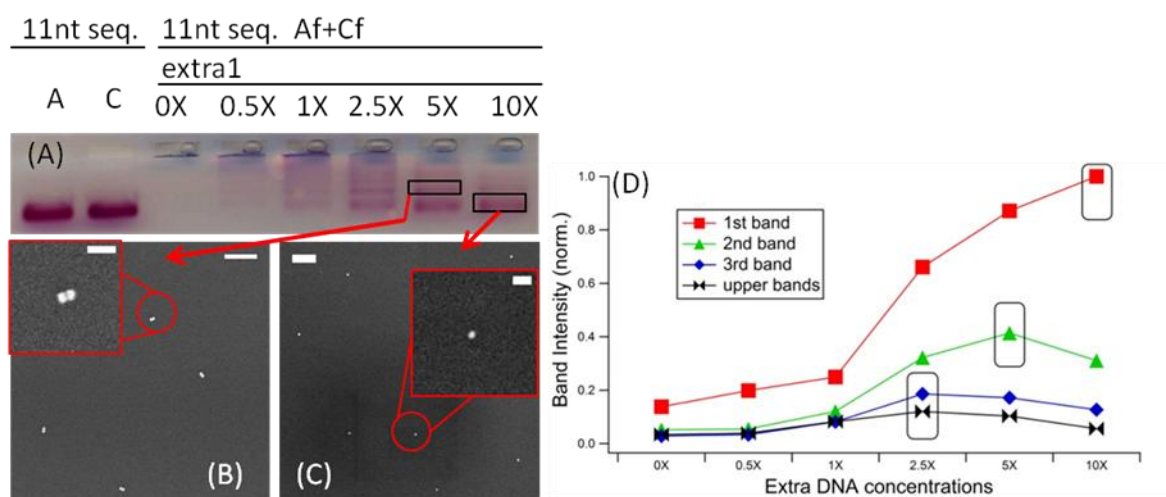 11nt seq.
11nt seq. Af+Cf
extra1
A C 0X 0.5X 1X 2.5X 5X 10X
(A)
(B)
(C)
(D)
1.0
0.8
0.6
0.4
0.2
0.0
Band Intensity (norm.)
1st band
2nd band
3rd band
upper bands
0X 0.5X 1X 2.5X 5X 10X
Extra DNA concentrations